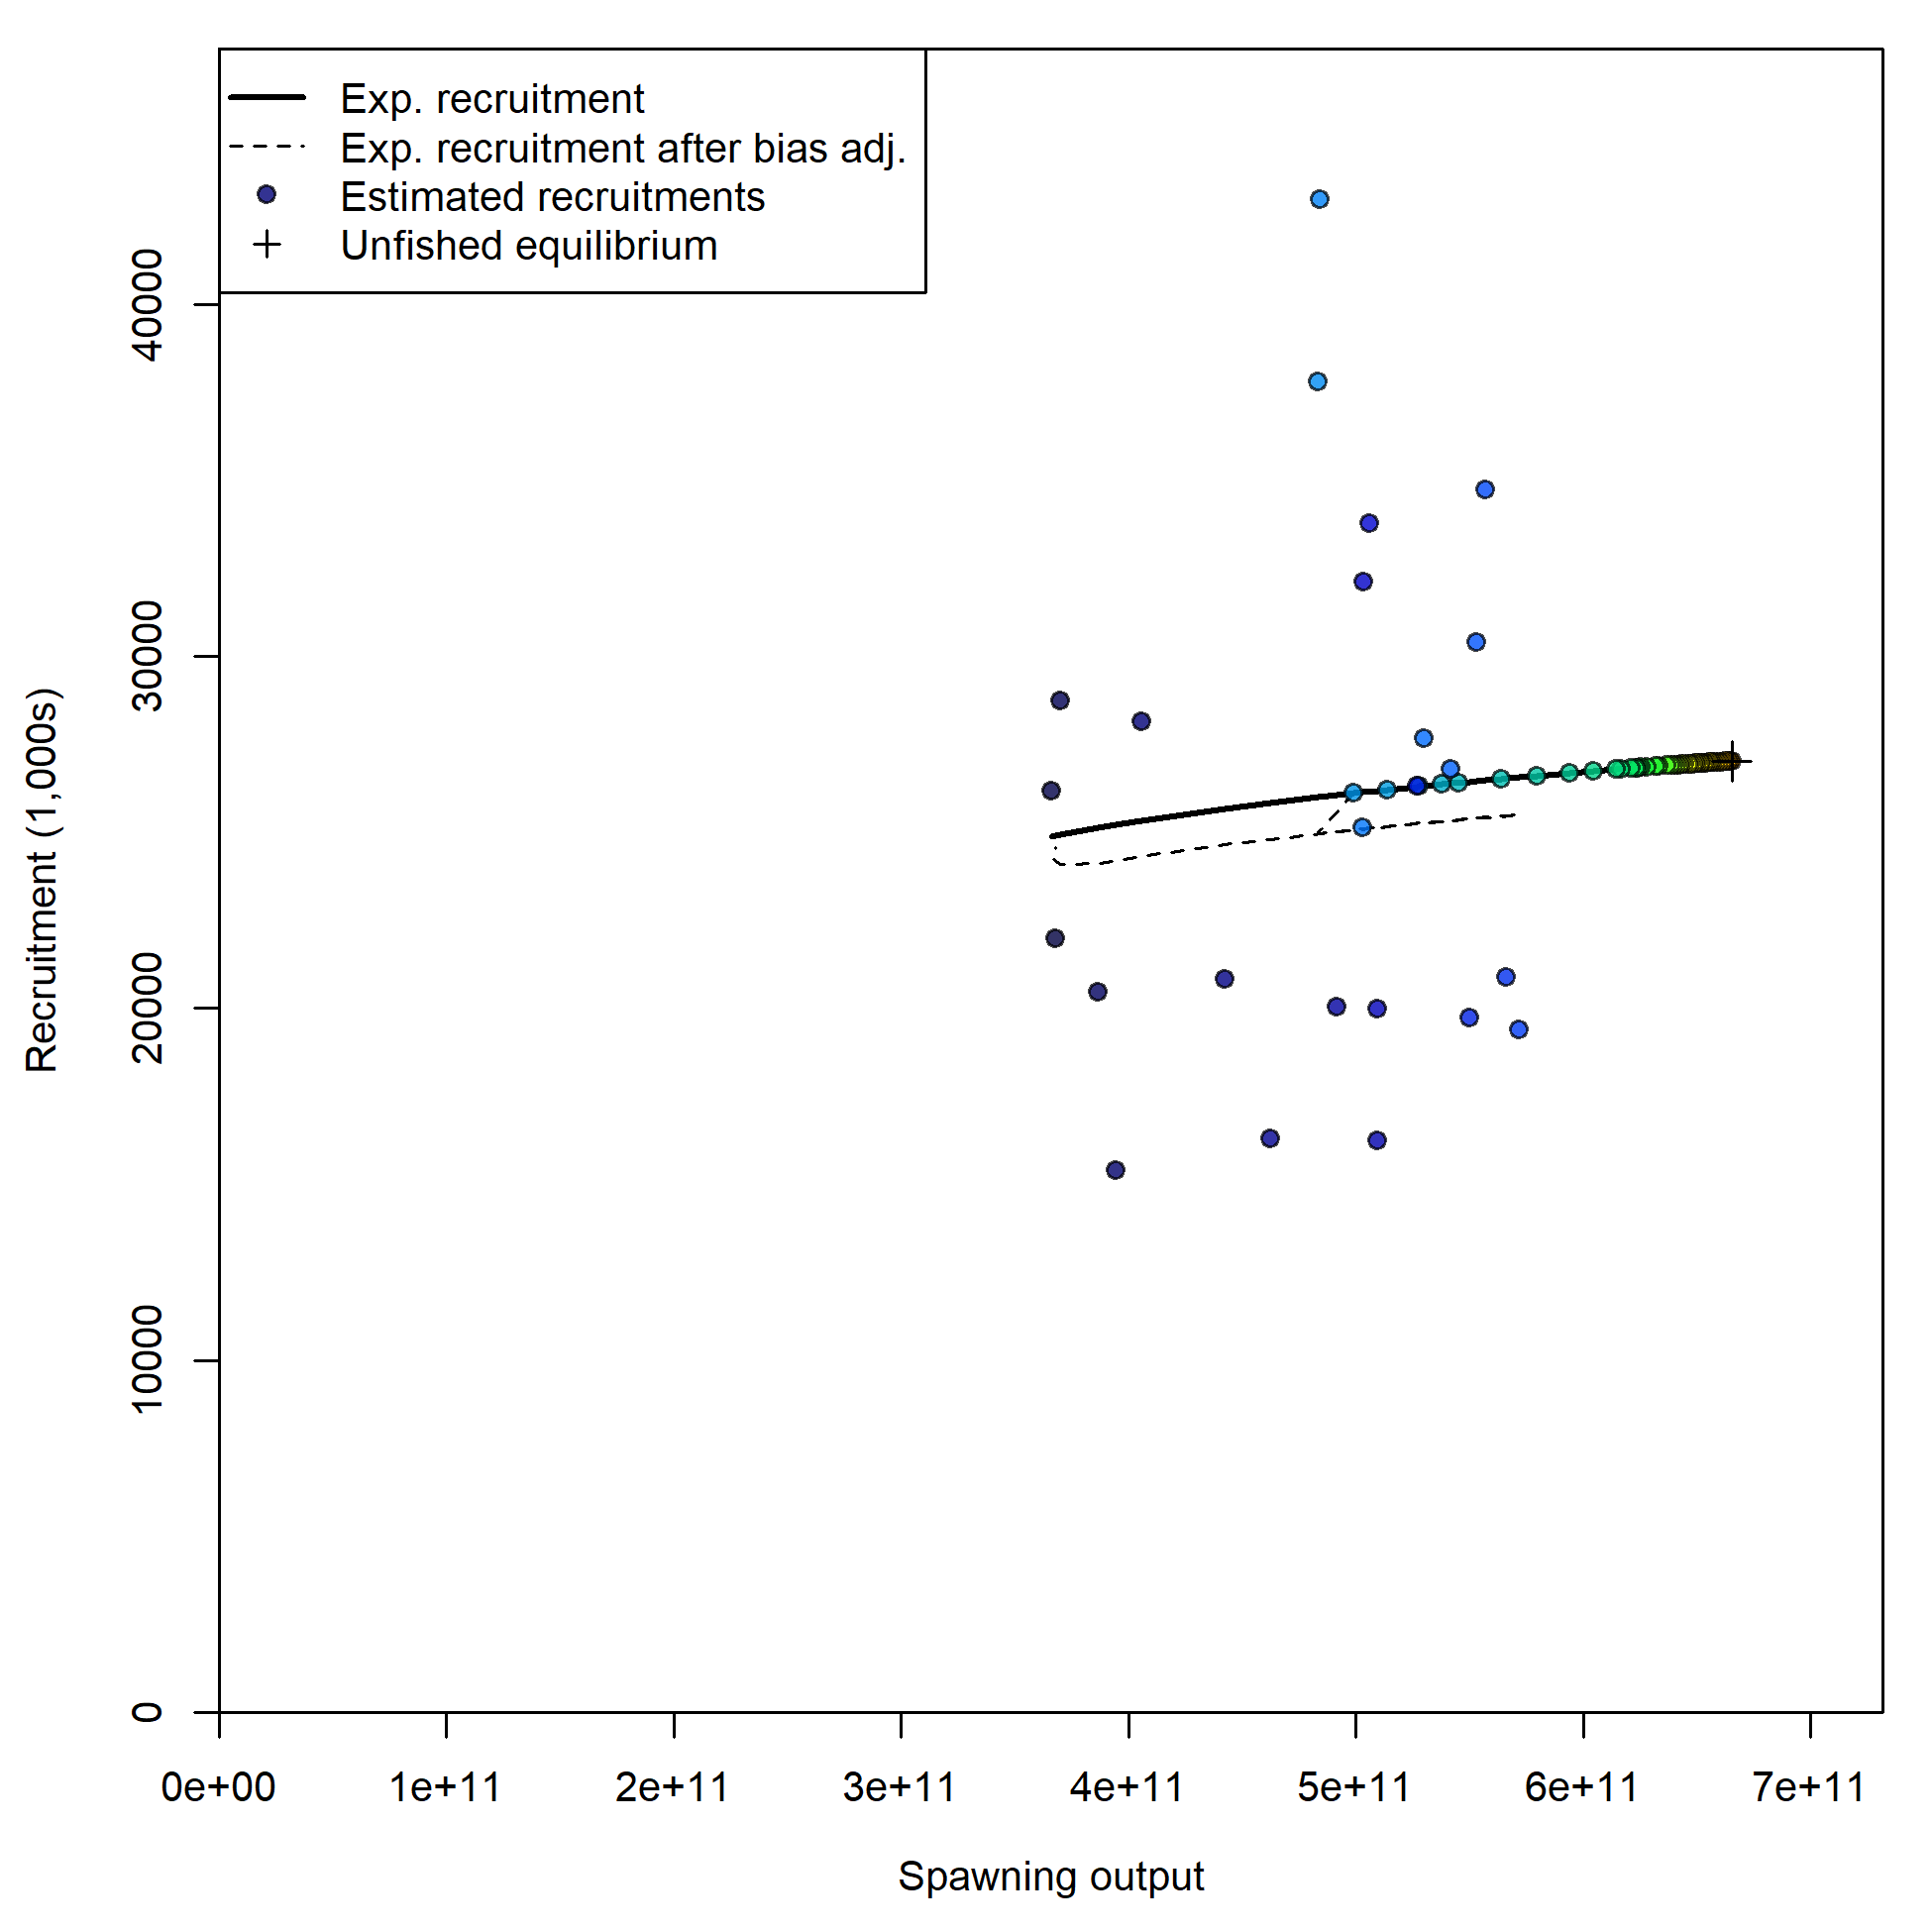 Exp. recruitment
Exp. recruitment after bias adj.
Estimated recruitments
Unfished equilibrium
Recruitment (1,000s)
40000
30000
20000
10000
0
0e+00 1e+11 2e+11 3e+11 4e+11 5e+11 6e+11 7e+11
Spawning output